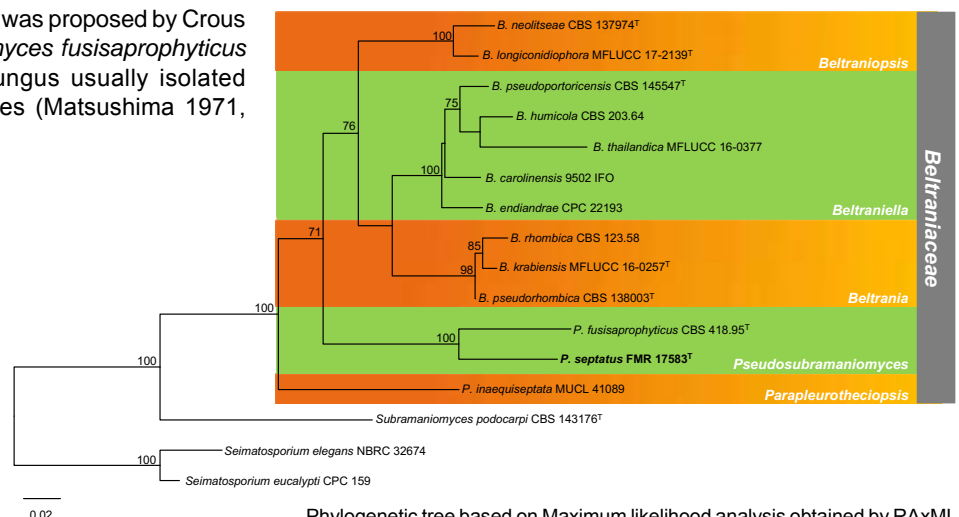 was proposed by Crous
nyces fusisaprophyticus
ungus usually isolated
es (Matsushima 1971,
B. neolitseae CBS 137974ᵀ
100
B. longiconidiophora MFLUCC 17-2139ᵀ
Beltraniopsis
B. pseudoportoricensis CBS 145547ᵀ
75
B. humicola CBS 203.64
76
B. thailandica MFLUCC 16-0377
100
B. carolinensis 9502 IFO
B. endiandrae CPC 22193
Beltraniella
71
B. rhombica CBS 123.58
85
B. krabiensis MFLUCC 16-0257ᵀ
98
B. pseudorhombica CBS 138003ᵀ
Beltrania
100
P. fusisaprophyticus CBS 418.95ᵀ
100
P. septatus FMR 17583ᵀ
Pseudosubramaniomyces
100
P. inaequiseptata MUCL 41089
Parapleurotheciopsis
Beltraniaceae
Subramaniomyces podocarpi CBS 143176ᵀ
Seimatosporium elegans NBRC 32674
100
Seimatosporium eucalypti CPC 159
0.02
Phylogenetic tree based on Maximum likelihood analysis obtained by RAxML